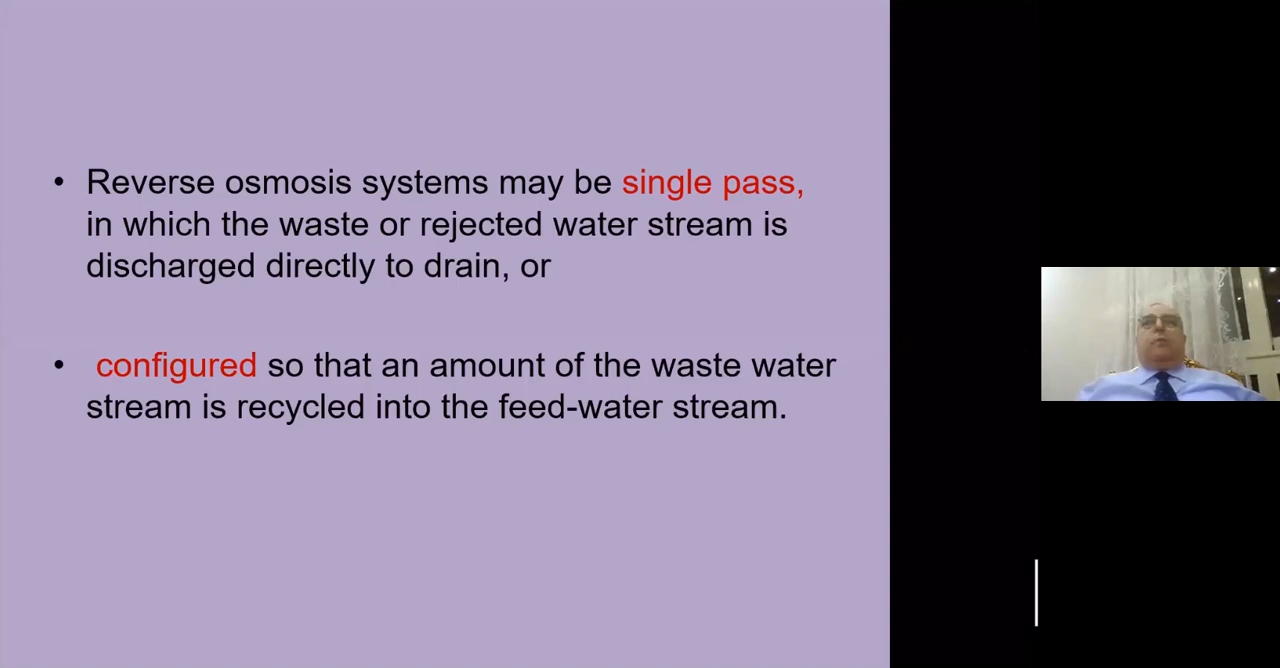 • Reverse osmosis systems may be single pass,
in which the waste or rejected water stream is
discharged directly to drain, or
• configured so that an amount of the waste water
stream is recycled into the feed-water stream.